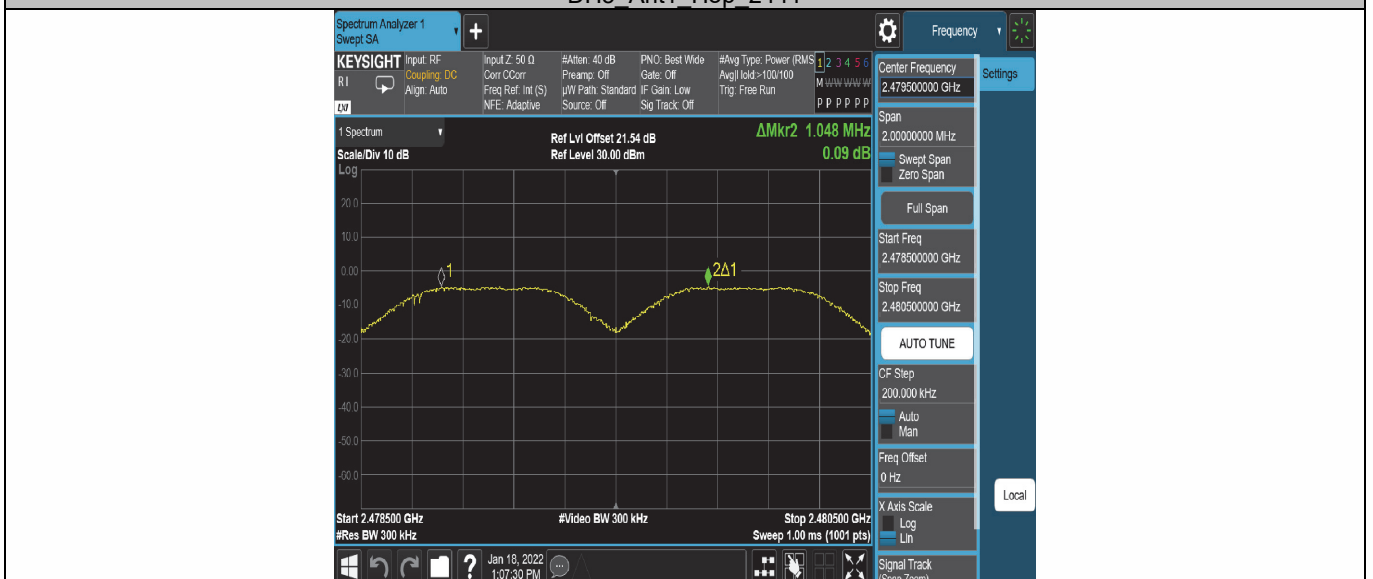 Spectrum Analyzer 1
Swept SA
Frequency
KEYSIGHT
Input: RF
Coupling: DC
Align: Auto
Input Z: 50 Ω
Corr CCorr
Freq Ref: Int (S)
NFE: Adaptive
#Atten: 40 dB
Preamp: Off
µW Path: Standard
Source: Off
PNO: Best Wide
Gate: Off
IF Gain: Low
Sig Track: Off
#Avg Type: Power (RMS
Avg|Hold:>100/100
Trig: Free Run
1 2 3 4 5 6
M W W W W W
P P P P P P
LXI
1 Spectrum
Scale/Div 10 dB
Log
Ref Lvl Offset 21.54 dB
Ref Level 30.00 dBm
ΔMkr2 1.048 MHz
0.09 dB
20.0
10.0
0.00
-10.0
-20.0
-30.0
-40.0
-50.0
-60.0
1
2Δ1
Start 2.478500 GHz
#Res BW 300 kHz
#Video BW 300 kHz
Stop 2.480500 GHz
Sweep 1.00 ms (1001 pts)
Jan 18, 2022
1:07:30 PM
Center Frequency
2.479500000 GHz
Settings
Span
2.00000000 MHz
Swept Span
Zero Span
Full Span
Start Freq
2.478500000 GHz
Stop Freq
2.480500000 GHz
AUTO TUNE
CF Step
200.000 kHz
Auto
Man
Freq Offset
0 Hz
X Axis Scale
Log
Lin
Local
Signal Track
(Span Zoom)